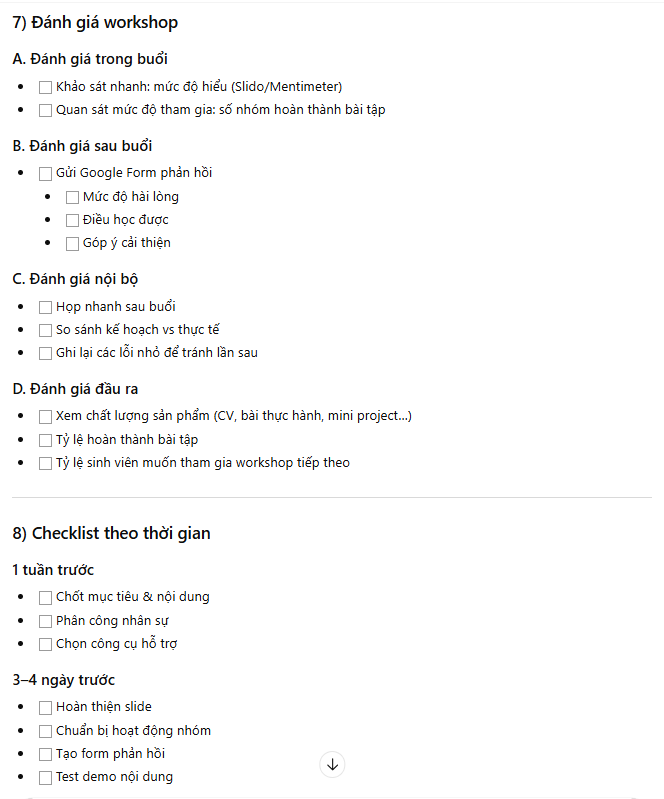 7) Đánh giá workshop
A. Đánh giá trong buổi
Khảo sát nhanh: mức độ hiểu (Slido/Mentimeter)
Quan sát mức độ tham gia: số nhóm hoàn thành bài tập
B. Đánh giá sau buổi
Gửi Google Form phản hồi
Mức độ hài lòng
Điều học được
Góp ý cải thiện
C. Đánh giá nội bộ
Họp nhanh sau buổi
So sánh kế hoạch vs thực tế
Ghi lại các lỗi nhỏ để tránh lần sau
D. Đánh giá đầu ra
Xem chất lượng sản phẩm (CV, bài thực hành, mini project…)
Tỷ lệ hoàn thành bài tập
Tỷ lệ sinh viên muốn tham gia workshop tiếp theo
8) Checklist theo thời gian
1 tuần trước
Chốt mục tiêu & nội dung
Phân công nhân sự
Chọn công cụ hỗ trợ
3–4 ngày trước
Hoàn thiện slide
Chuẩn bị hoạt động nhóm
Tạo form phản hồi
Test demo nội dung